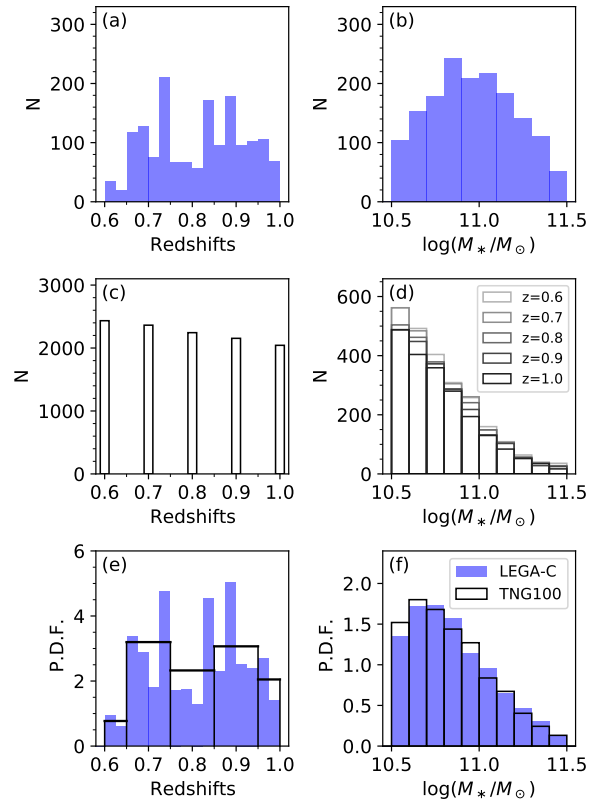 (a)
N
300
200
100
0
0.6 0.7 0.8 0.9 1.0
Redshifts
(b)
N
300
200
100
0
10.5 11.0 11.5
log(M∗/M⊙)
(c)
N
3000
2000
1000
0
0.6 0.7 0.8 0.9 1.0
Redshifts
(d)
N
600
400
200
0
z=0.6
z=0.7
z=0.8
z=0.9
z=1.0
10.5 11.0 11.5
log(M∗/M⊙)
(e)
P.D.F.
6
4
2
0
0.6 0.7 0.8 0.9 1.0
Redshifts
(f)
P.D.F.
2.0
1.5
1.0
0.5
0.0
LEGA-C
TNG100
10.5 11.0 11.5
log(M∗/M⊙)